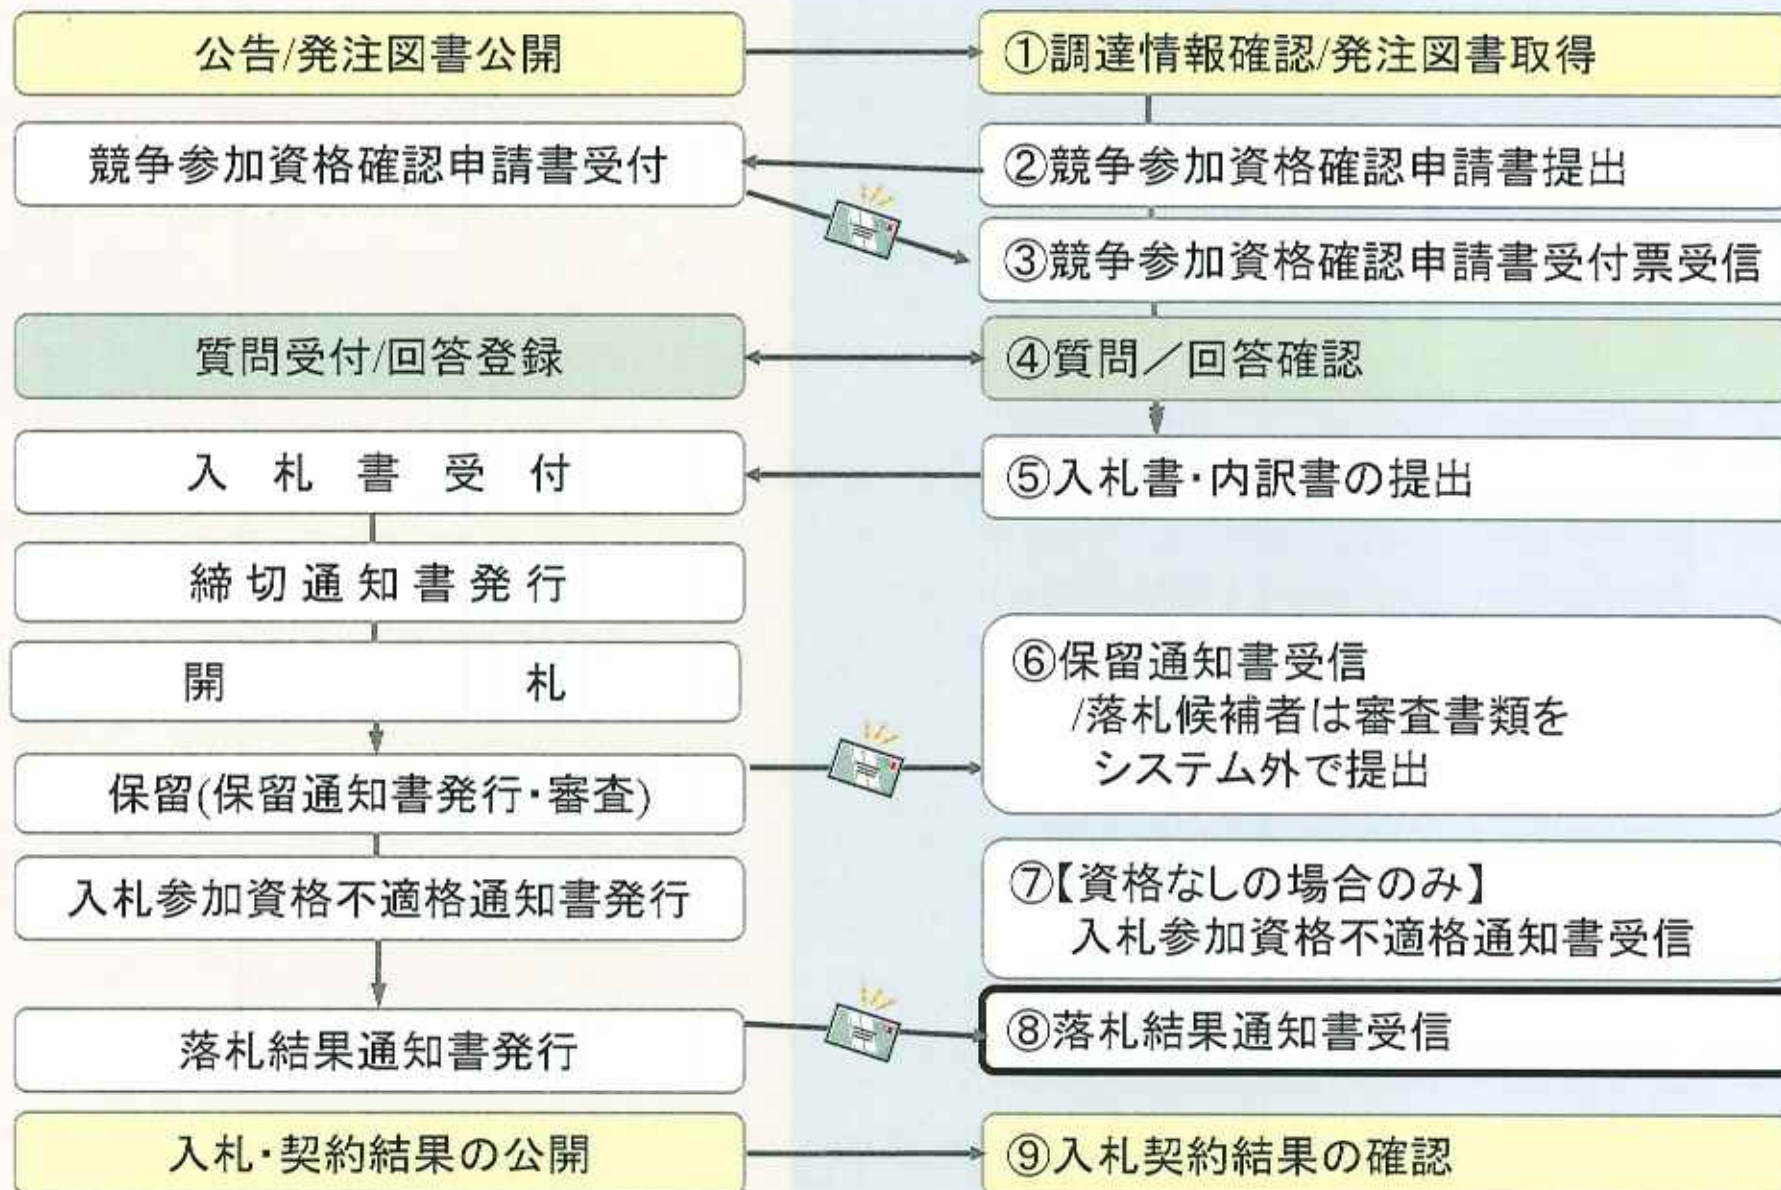 公告/発注図書公開
①調達情報確認/発注図書取得
競争参加資格確認申請書受付
②競争参加資格確認申請書提出
③競争参加資格確認申請書受付票受信
質問受付/回答登録
④質問／回答確認
入札書受付
⑤入札書・内訳書の提出
締切通知書発行
開札
⑥保留通知書受信
/落札候補者は審査書類を
システム外で提出
保留(保留通知書発行・審査)
入札参加資格不適格通知書発行
⑦【資格なしの場合のみ】
入札参加資格不適格通知書受信
落札結果通知書発行
⑧落札結果通知書受信
入札・契約結果の公開
⑨入札契約結果の確認